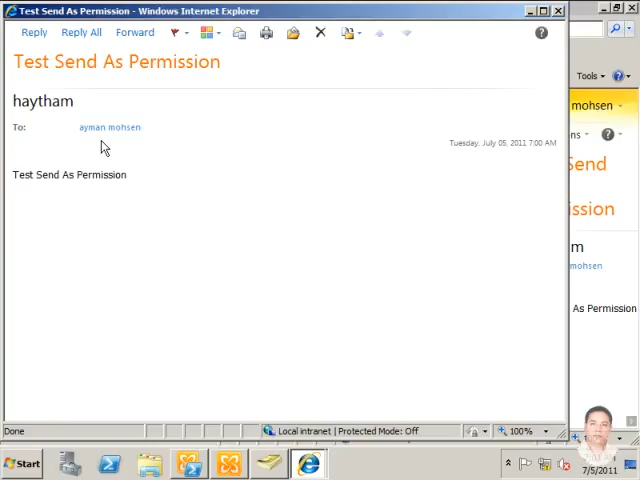 Test Send As Permission - Windows Internet Explorer
Reply Reply All Forward
Test Send As Permission
haytham
To: ayman mohsen
Tuesday, July 05, 2011 7:00 AM
Test Send As Permission
Tools
mohsen
ns
end
ission
m
mohsen
As Permission
Done
Local intranet | Protected Mode: Off
100%
Start
7/5/2011